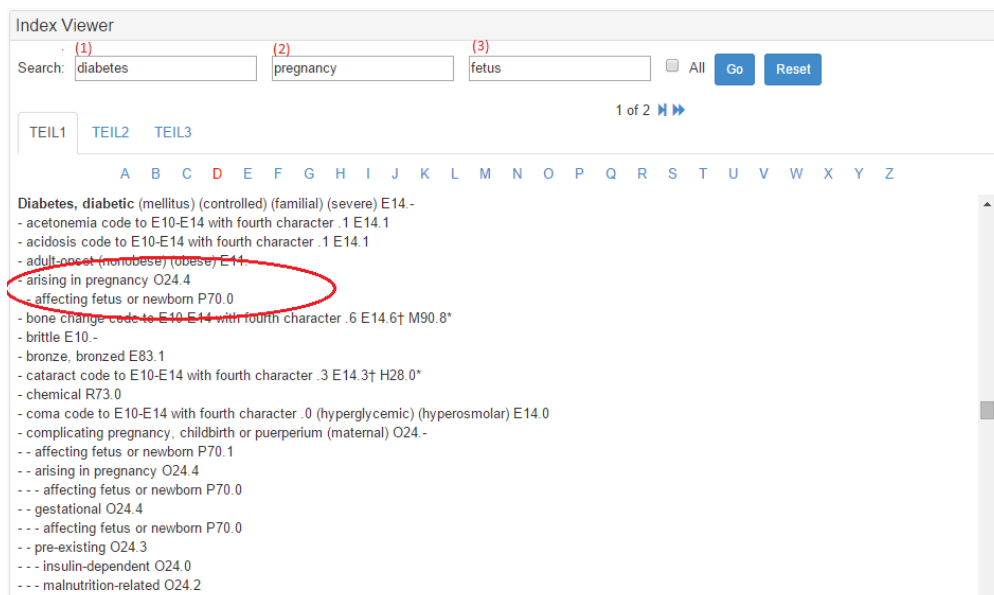 Index Viewer
(1) (2) (3)
Search: diabetes pregnancy fetus All Go Reset
1 of 2
TEIL1 TEIL2 TEIL3
A B C D E F G H I J K L M N O P Q R S T U V W X Y Z
Diabetes, diabetic (mellitus) (controlled) (familial) (severe) E14.-
- acetonemia code to E10-E14 with fourth character .1 E14.1
- acidosis code to E10-E14 with fourth character .1 E14.1
- adult-onset (nonobese) (obese) E11.-
- arising in pregnancy O24.4
- - affecting fetus or newborn P70.0
- bone change code to E10-E14 with fourth character .6 E14.6† M90.8*
- brittle E10.-
- bronze, bronzed E83.1
- cataract code to E10-E14 with fourth character .3 E14.3† H28.0*
- chemical R73.0
- coma code to E10-E14 with fourth character .0 (hyperglycemic) (hyperosmolar) E14.0
- complicating pregnancy, childbirth or puerperium (maternal) O24.-
- - affecting fetus or newborn P70.1
- - arising in pregnancy O24.4
- - - affecting fetus or newborn P70.0
- - gestational O24.4
- - - affecting fetus or newborn P70.0
- - pre-existing O24.3
- - - insulin-dependent O24.0
- - - malnutrition-related O24.2